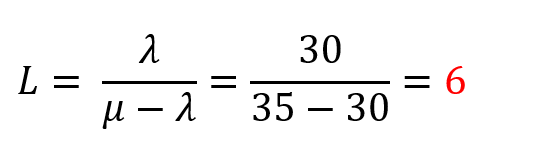 L = λ / (μ − λ) = 30 / (35 − 30) = 6